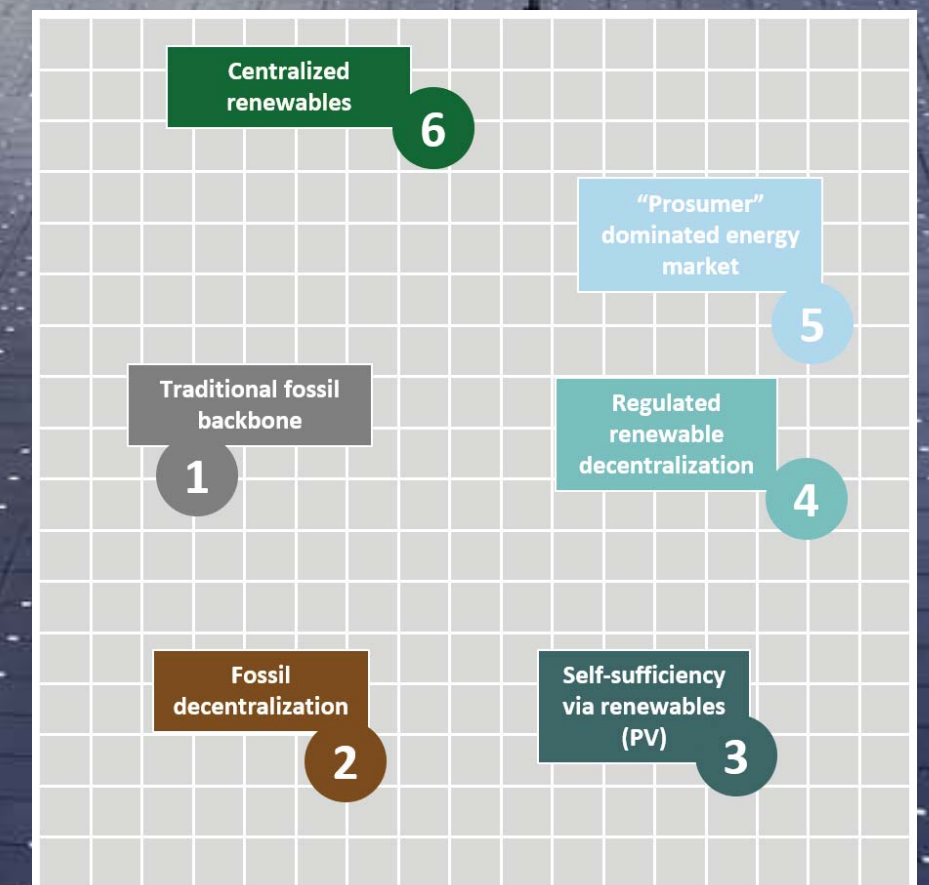 Centralized
renewables
6
“Prosumer”
dominated energy
market
5
Traditional fossil
backbone
1
Regulated
renewable
decentralization
4
Fossil
decentralization
2
Self-sufficiency
via renewables
(PV)
3